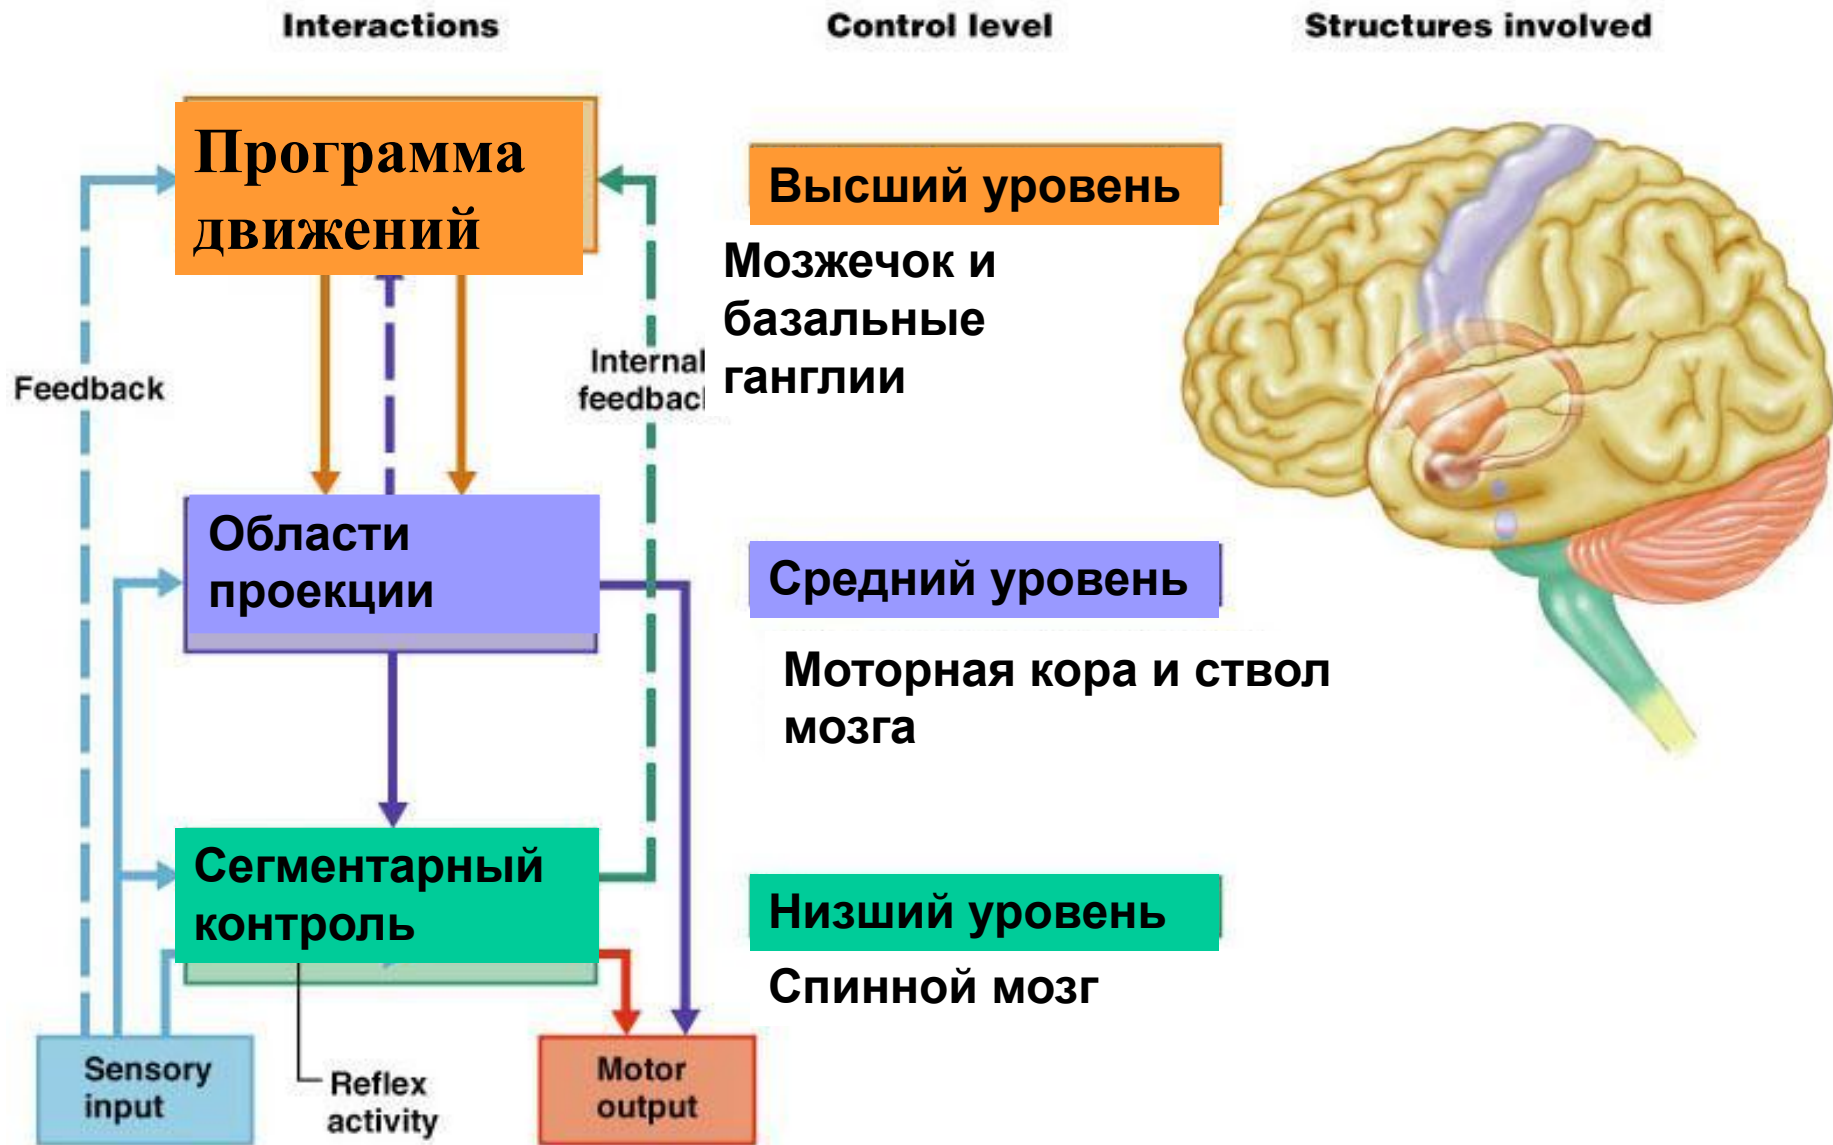 Interactions
Control level
Structures involved
Программа
движений
Высший уровень
Мозжечок и
базальные
ганглии
Feedback
Internal
feedbac
Области
проекции
Средний уровень
Моторная кора и ствол
мозга
Сегментарный
контроль
Низший уровень
Спинной мозг
Sensory
input
Reflex
activity
Motor
output